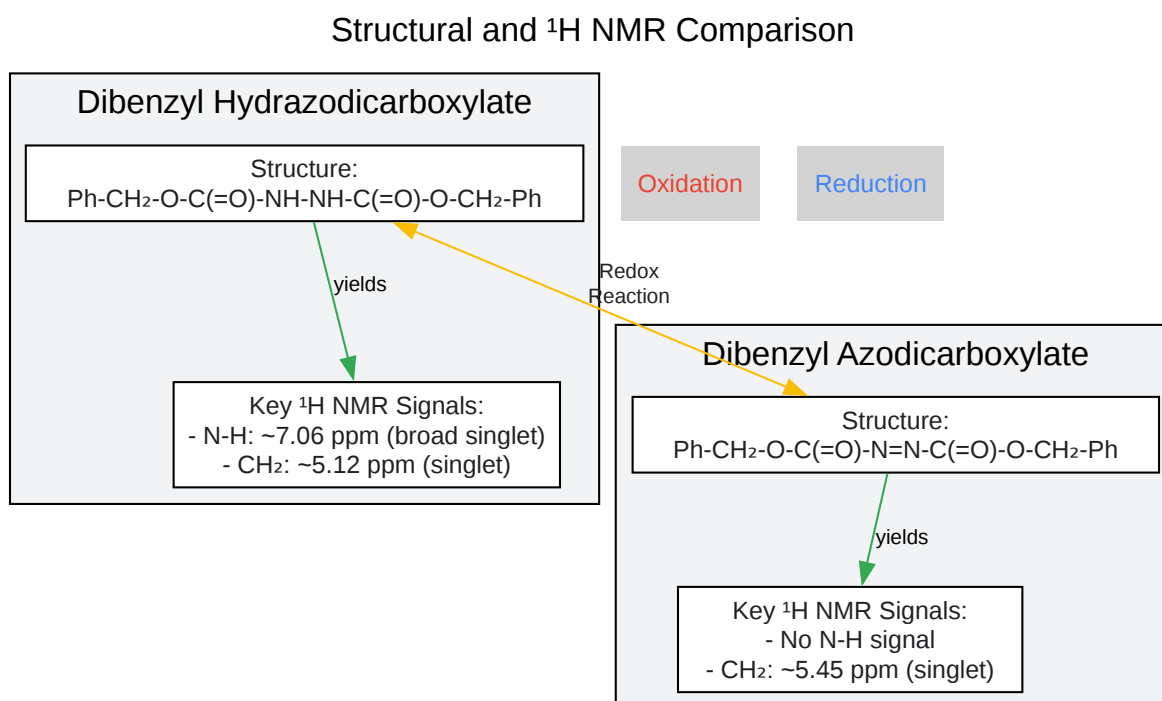 Structural and ¹H NMR Comparison
Dibenzyl Hydrazodicarboxylate
Structure:
Ph-CH₂-O-C(=O)-NH-NH-C(=O)-O-CH₂-Ph
Oxidation
Reduction
yields
Redox
Reaction
Key ¹H NMR Signals:
- N-H: ~7.06 ppm (broad singlet)
- CH₂: ~5.12 ppm (singlet)
Dibenzyl Azodicarboxylate
Structure:
Ph-CH₂-O-C(=O)-N=N-C(=O)-O-CH₂-Ph
yields
Key ¹H NMR Signals:
- No N-H signal
- CH₂: ~5.45 ppm (singlet)